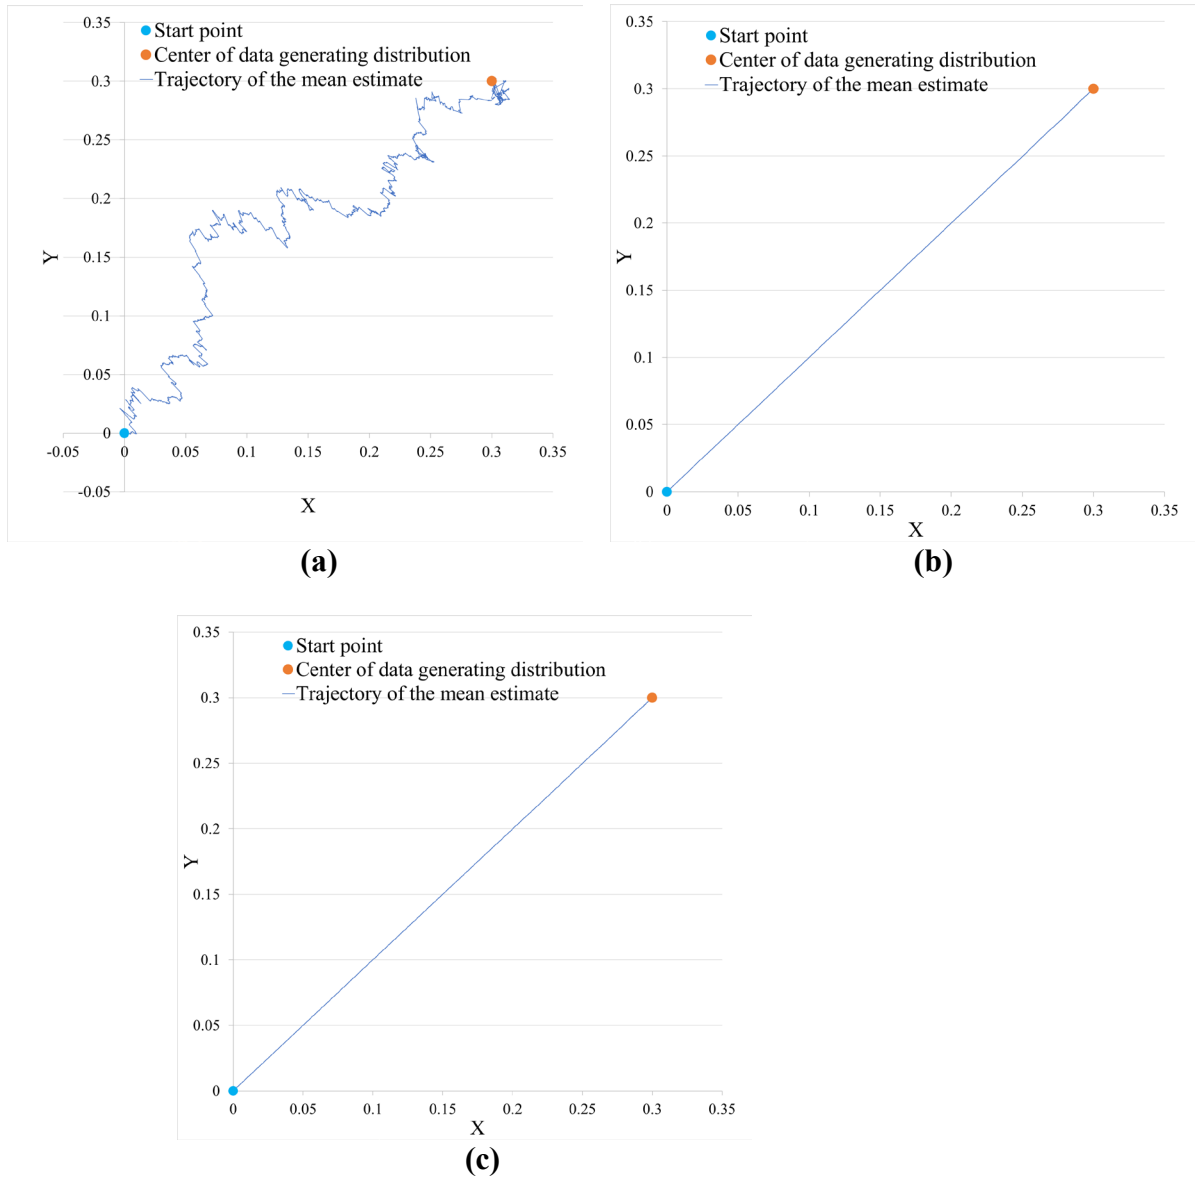 0.35
Start point
Center of data generating distribution
0.3
Trajectory of the mean estimate
0.25
0.2
Y
0.15
0.1
0.05
0
-0.05 0 0.05 0.1 0.15 0.2 0.25 0.3 0.35
-0.05
X
(a)
0.35
Start point
Center of data generating distribution
0.3
Trajectory of the mean estimate
0.25
0.2
Y
0.15
0.1
0.05
0
0 0.05 0.1 0.15 0.2 0.25 0.3 0.35
X
(b)
0.35
Start point
Center of data generating distribution
0.3
Trajectory of the mean estimate
0.25
0.2
Y
0.15
0.1
0.05
0
0 0.05 0.1 0.15 0.2 0.25 0.3 0.35
X
(c)